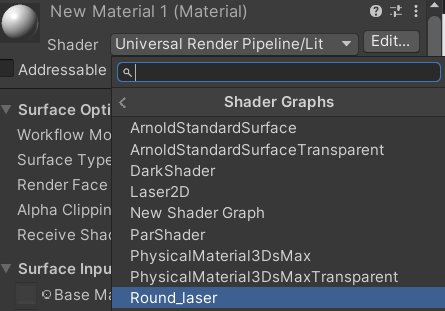 New Material 1 (Material)
Shader
Universal Render Pipeline/Lit
Edit...
Addressable
Shader Graphs
Surface Opti
Workflow Mo
Surface Type
Render Face
Alpha Clippin
Receive Shad
Surface Inpu
Base Ma
ArnoldStandardSurface
ArnoldStandardSurfaceTransparent
DarkShader
Laser2D
New Shader Graph
ParShader
PhysicalMaterial3DsMax
PhysicalMaterial3DsMaxTransparent
Round_laser